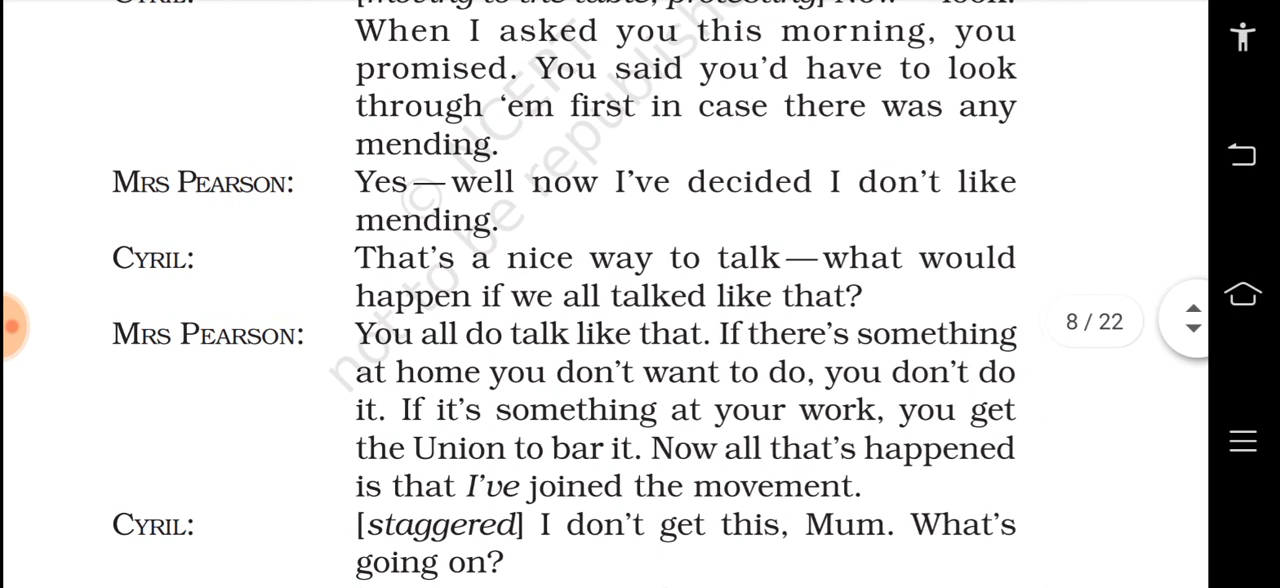 CYRIL: [moving to the table, protesting] Now — look.
When I asked you this morning, you
promised. You said you'd have to look
through 'em first in case there was any
mending.
MRS PEARSON: Yes—well now I've decided I don't like
mending.
CYRIL: That's a nice way to talk—what would
happen if we all talked like that?
MRS PEARSON: You all do talk like that. If there's something
at home you don't want to do, you don't do
it. If it's something at your work, you get
the Union to bar it. Now all that's happened
is that I've joined the movement.
CYRIL: [staggered] I don't get this, Mum. What's
going on?
© NCERT
not to be republish
8 / 22